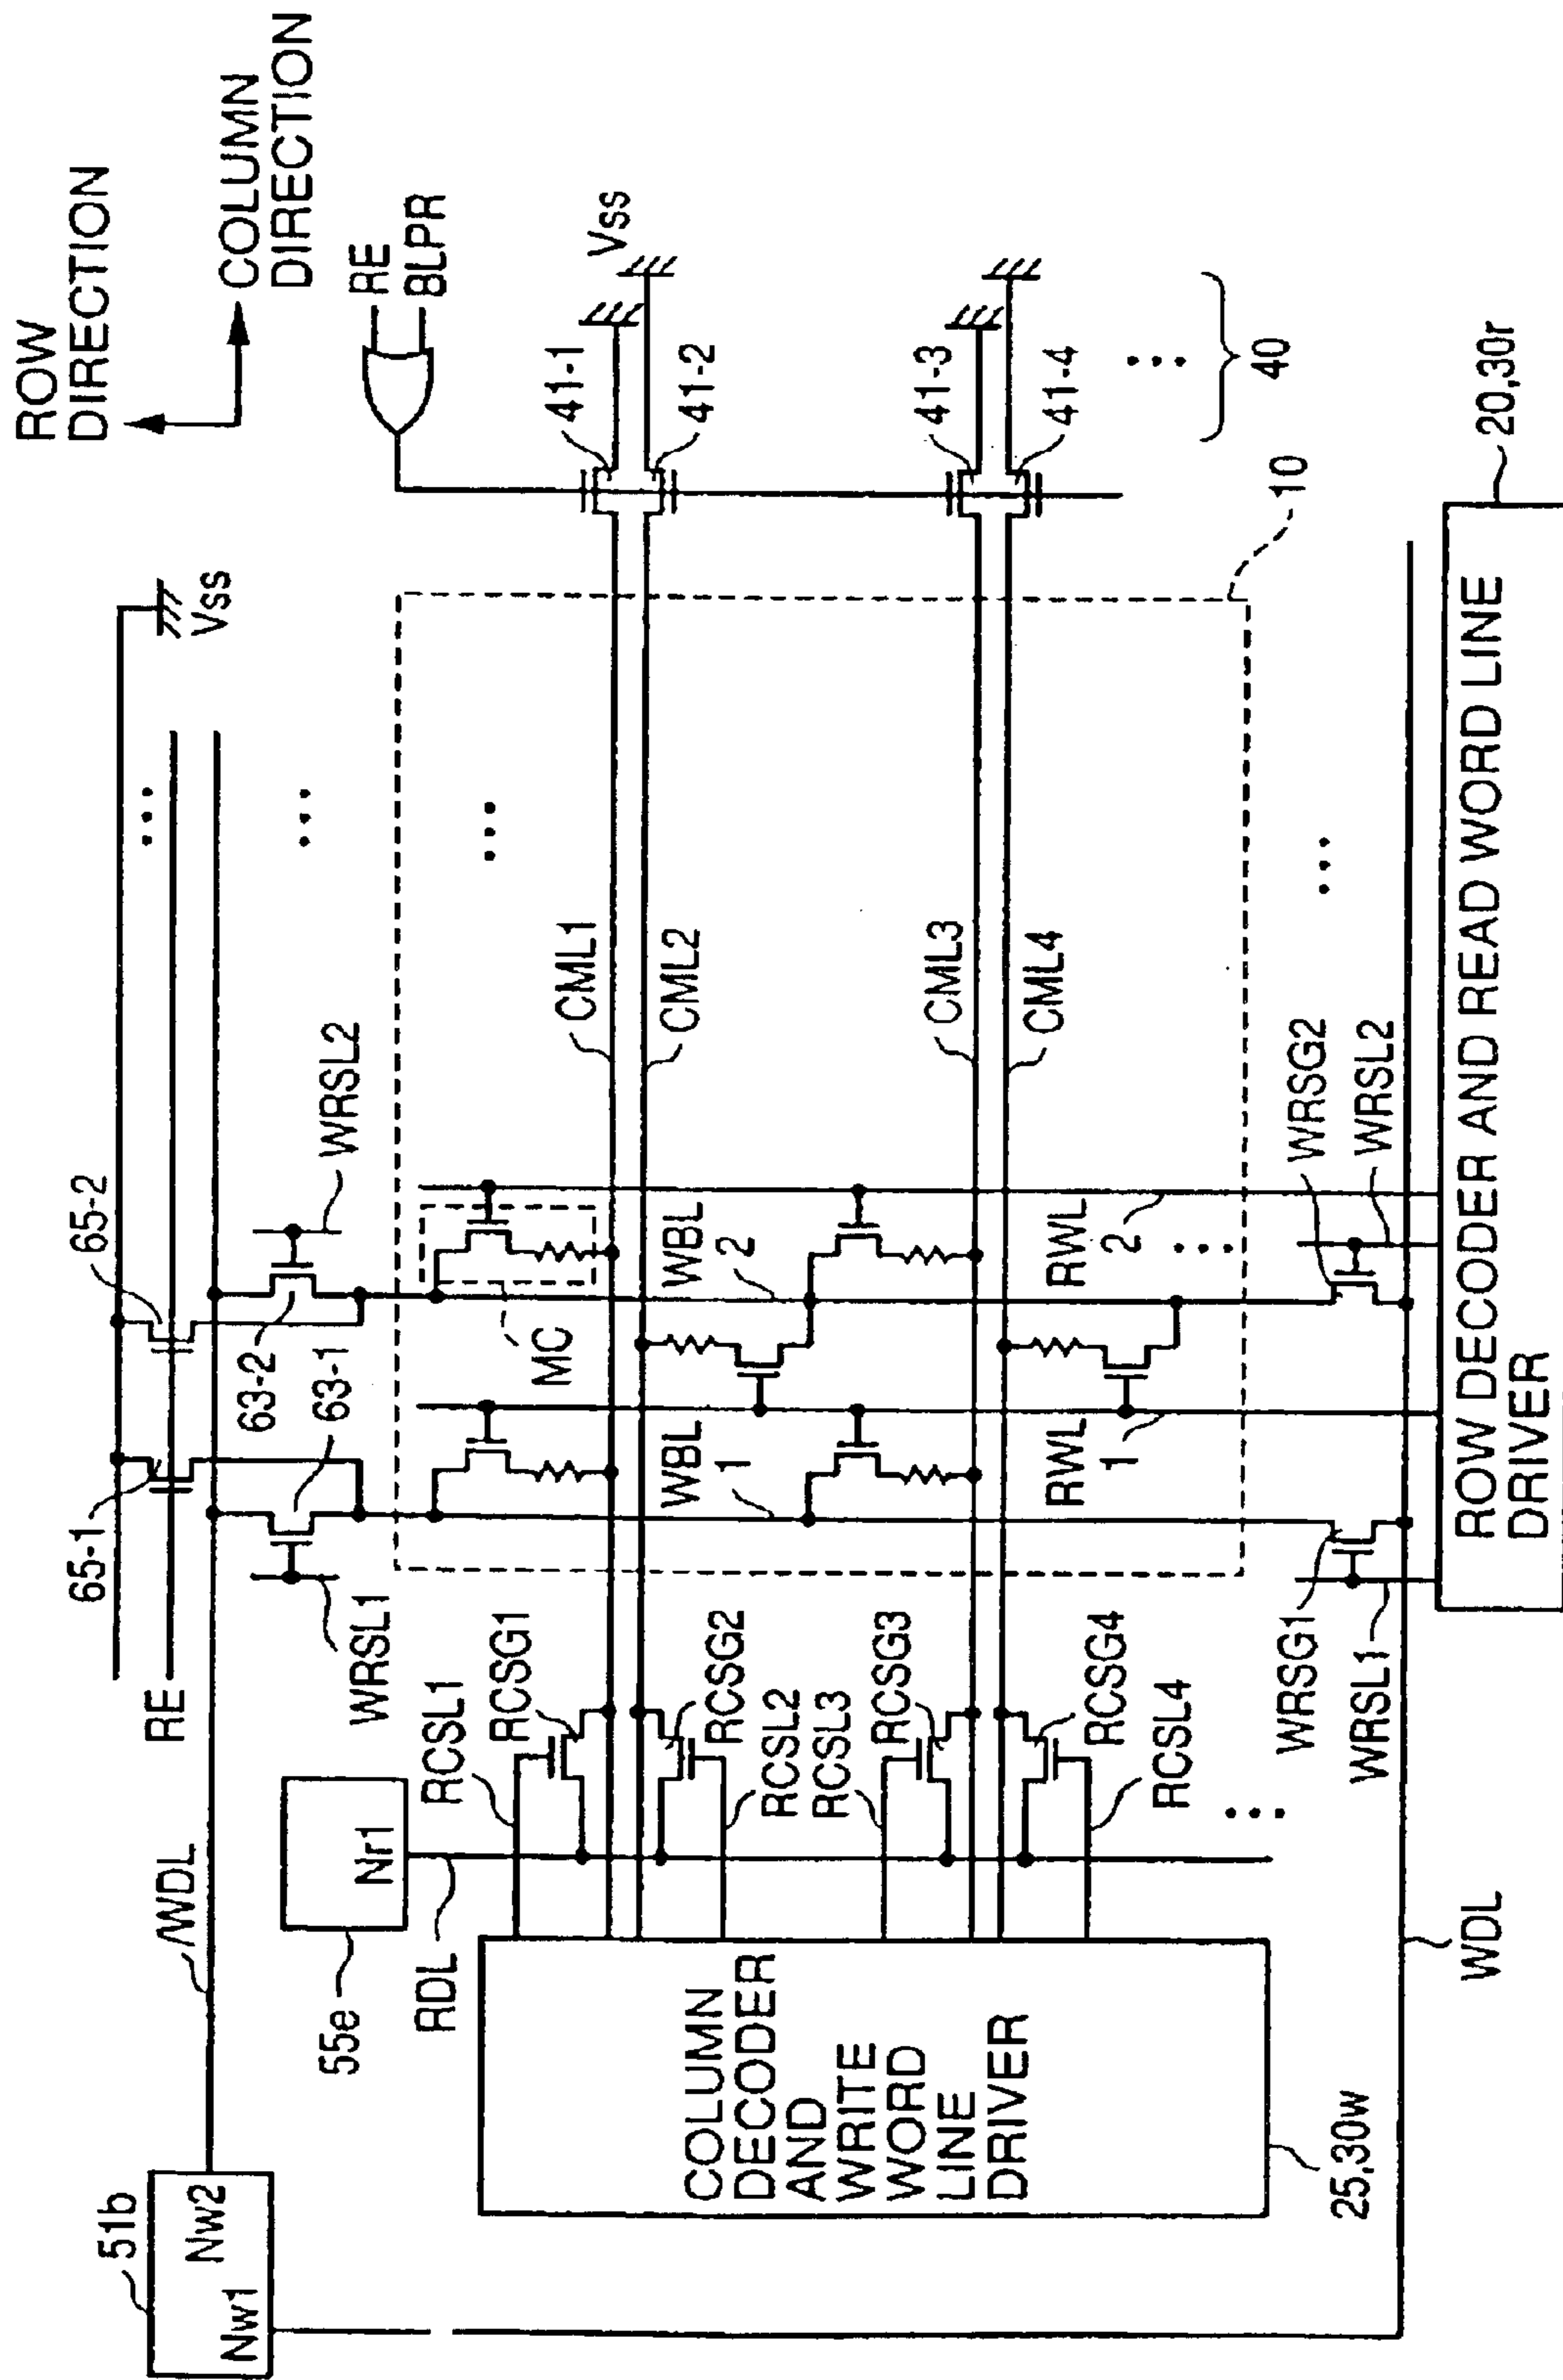 ROW
DIRECTION
COLUMN
DIRECTION
RE
BLPR
Vss
41-1
41-2
41-3
41-4
40
10
20,30r
Vss
65-2
65-1
RE
63-2
63-1
WRSL2
WRSL1
/WDL
51b
Nw2
Nw1
55e
Nr1
RDL
RCSL1
RCSG1
RCSG2
RCSL2
RCSL3
RCSG3
RCSG4
RCSL4
COLUMN
DECODER
AND
WRITE
WORD
LINE
DRIVER
25,30w
CML1
CML2
CML3
CML4
MC
WBL
1
WBL
2
RWL
1
RWL
2
WRSG1
WRSL1
WRSG2
WRSL2
WDL
ROW DECODER AND READ WORD LINE
DRIVER